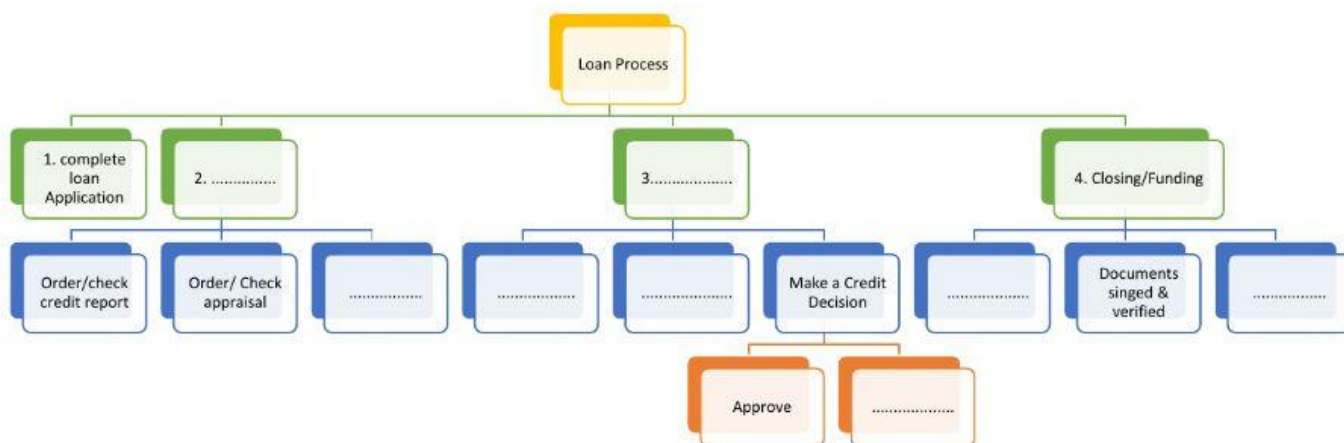 Loan Process
1. complete
loan
Application
2. ...............
3..................
4. Closing/Funding
Order/check
credit report
Order/ Check
appraisal
..................
..................
...................
Make a Credit
Decision
...................
Documents
singed &
verified
.................
Approve
....................